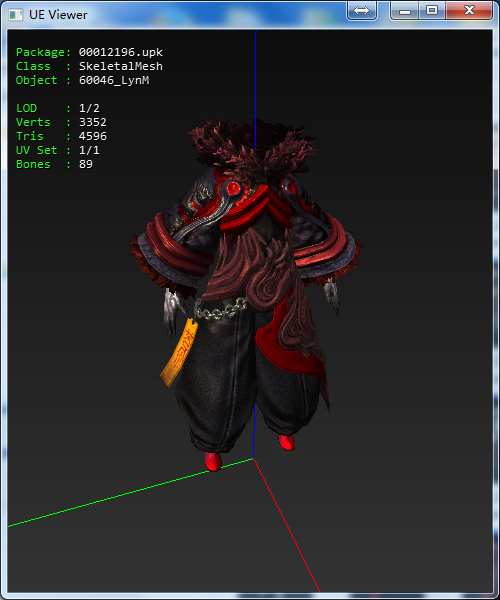 UE Viewer
Package: 00012196.upk
Class : SkeletalMesh
Object : 60046_LynM
LOD : 1/2
Verts : 3352
Tris : 4596
UV Set : 1/1
Bones : 89